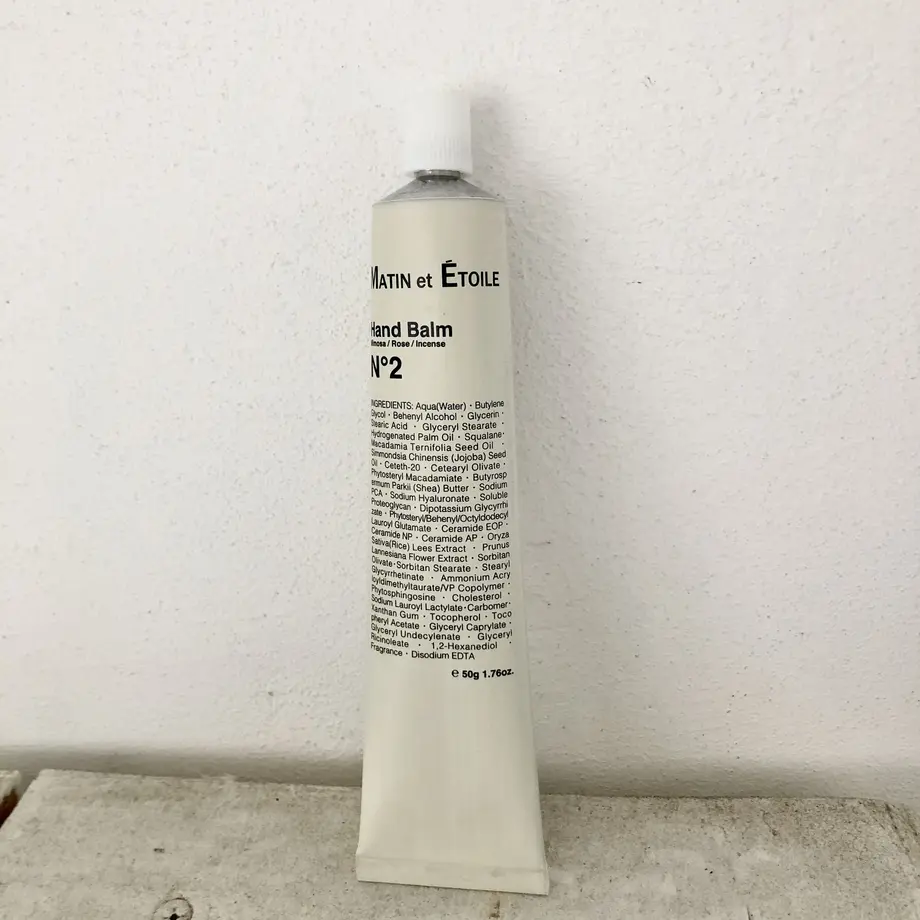 MATIN et ÉTOILE
Hand Balm
Mimosa / Rose / Incense
N°2
INGREDIENTS: Aqua(Water) · Butylene
Glycol · Behenyl Alcohol · Glycerin ·
Stearic Acid · Glyceryl Stearate ·
Hydrogenated Palm Oil · Squalane ·
Macadamia Ternifolia Seed Oil ·
Simmondsia Chinensis (Jojoba) Seed
Oil · Ceteth-20 · Cetearyl Olivate ·
Phytosteryl Macadamiate · Butyrosp
ermum Parkii (Shea) Butter · Sodium
PCA · Sodium Hyaluronate · Soluble
Proteoglycan · Dipotassium Glycyrrhi
zate · Phytosteryl/Behenyl/Octyldodecyl
Lauroyl Glutamate · Ceramide EOP ·
Ceramide NP · Ceramide AP · Oryza
Sativa(Rice) Lees Extract · Prunus
Lannesiana Flower Extract · Sorbitan
Olivate · Sorbitan Stearate · Stearyl
Glycyrrhetinate · Ammonium Acry
loyldimethyltaurate/VP Copolymer ·
Phytosphingosine · Cholesterol ·
Sodium Lauroyl Lactylate · Carbomer ·
Xanthan Gum · Tocopherol · Toco
pheryl Acetate · Glyceryl Caprylate ·
Glyceryl Undecylenate · Glyceryl
Ricinoleate · 1,2-Hexanediol ·
Fragrance · Disodium EDTA
℮ 50g 1.76oz.